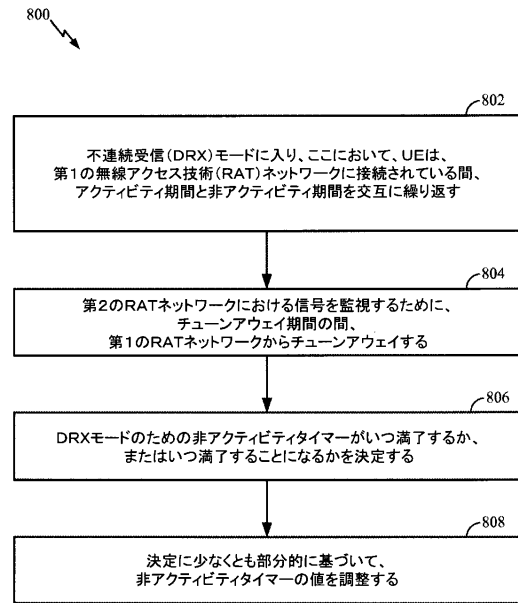 800
802
不連続受信(DRX)モードに入り、ここにおいて、UEは、
第1の無線アクセス技術(RAT)ネットワークに接続されている間、
アクティビティ期間と非アクティビティ期間を交互に繰り返す
804
第2のRATネットワークにおける信号を監視するために、
チューンアウェイ期間の間、
第1のRATネットワークからチューンアウェイする
806
DRXモードのための非アクティビティタイマーがいつ満了するか、
またはいつ満了することになるかを決定する
808
決定に少なくとも部分的に基づいて、
非アクティビティタイマーの値を調整する